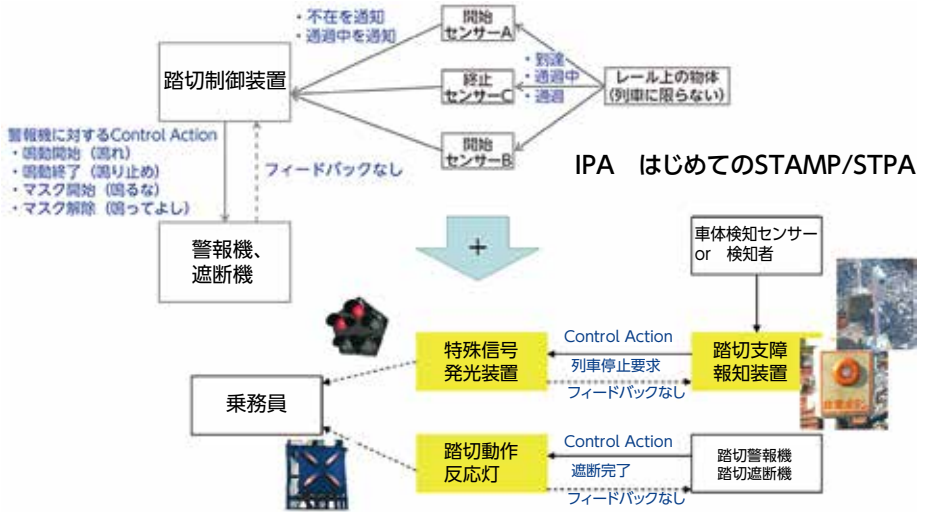 ・不在を通知
・通過中を通知
開始
センサーA
踏切制御装置
終止
センサーC
・到達
・通過中
・通過
レール上の物体
(列車に限らない)
開始
センサーB
警報機に対するControl Action
・鳴動開始（鳴れ）
・鳴動終了（鳴り止め）
・マスク開始（鳴るな）
・マスク解除（鳴ってよし）
フィードバックなし
IPA　はじめてのSTAMP/STPA
警報機、
遮断機
+
車体検知センサー
or　検知者
特殊信号
発光装置
Control Action
列車停止要求
フィードバックなし
踏切支障
報知装置
乗務員
踏切動作
反応灯
Control Action
遮断完了
フィードバックなし
踏切警報機
踏切遮断機